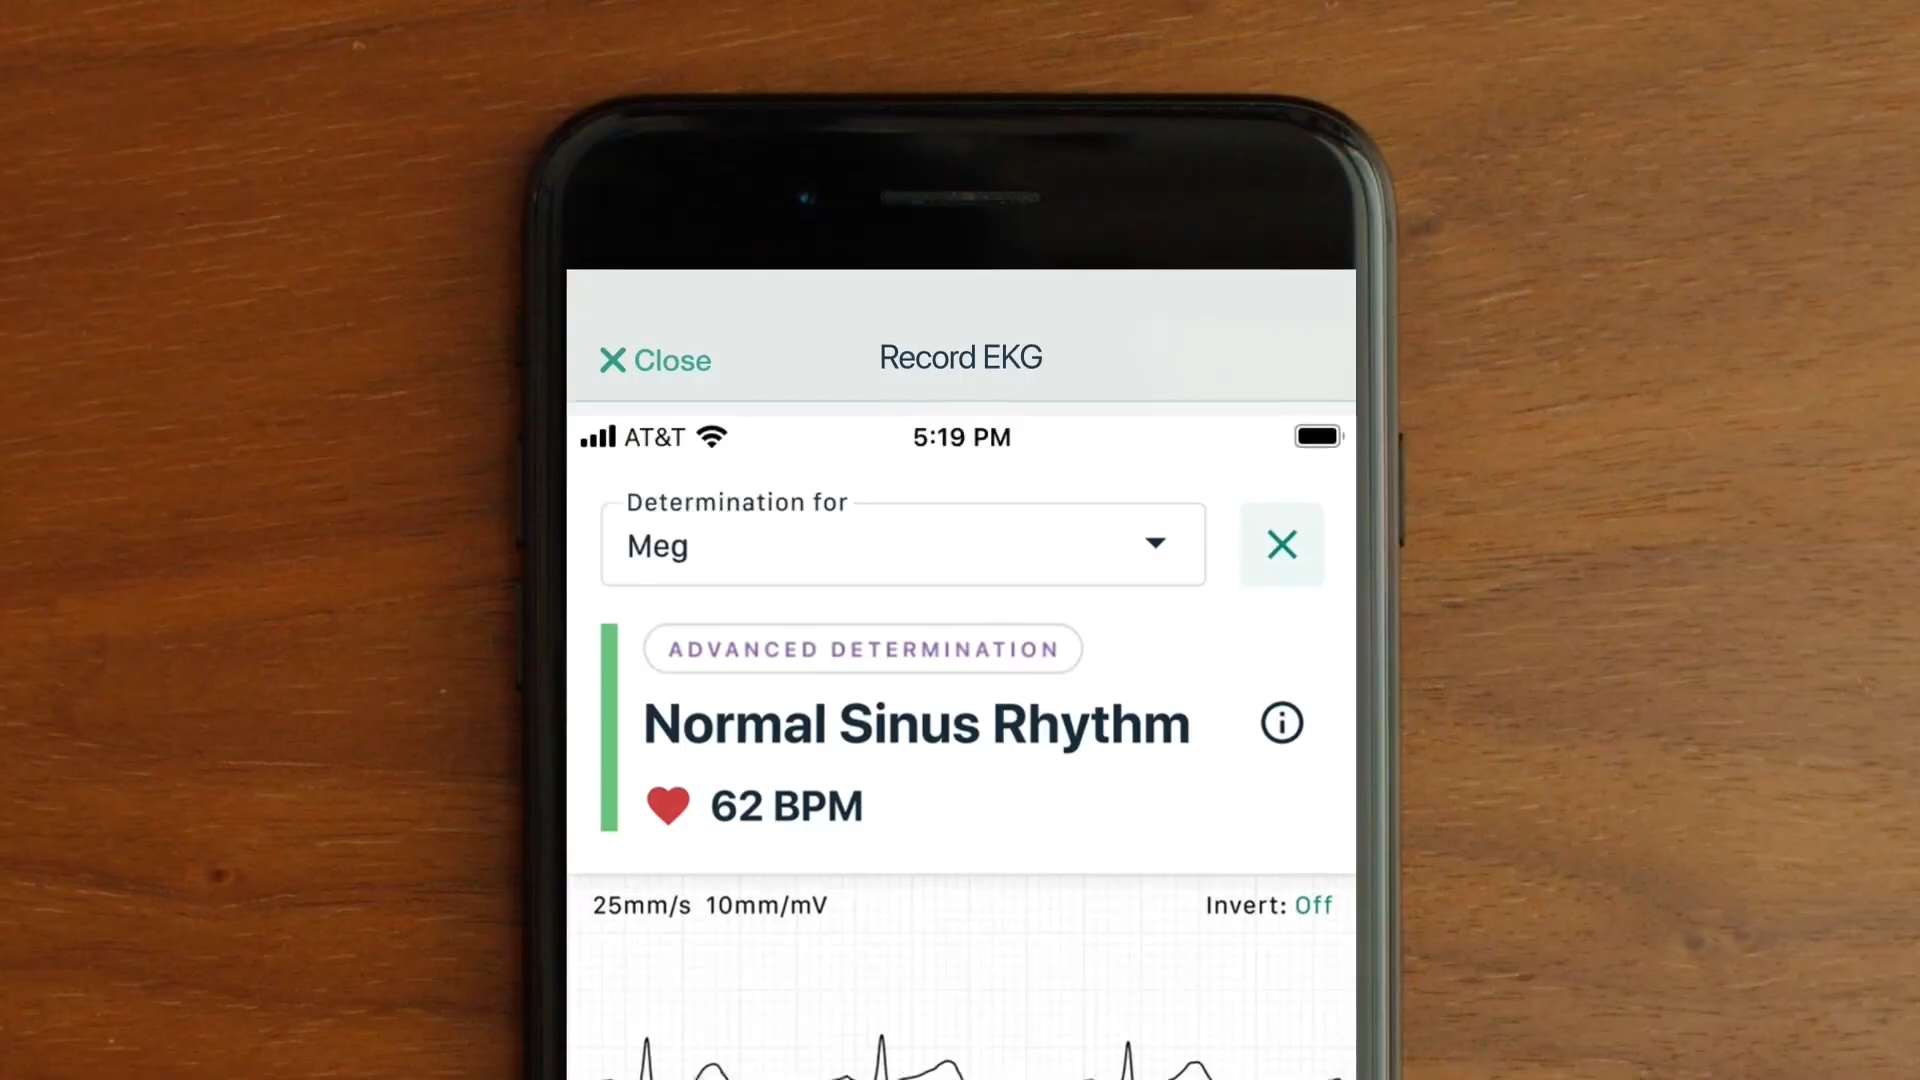 Close
Record EKG
AT&T
5:19 PM
Determination for
Meg
ADVANCED DETERMINATION
Normal Sinus Rhythm
62 BPM
25mm/s 10mm/mV
Invert: Off